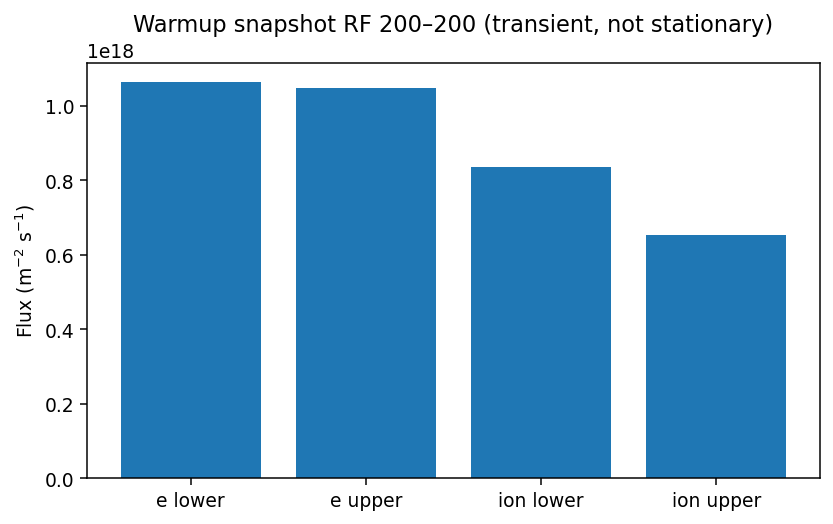 Warmup snapshot RF 200–200 (transient, not stationary)
1e18
Flux (m⁻² s⁻¹)
1.0
0.8
0.6
0.4
0.2
0.0
e lower
e upper
ion lower
ion upper